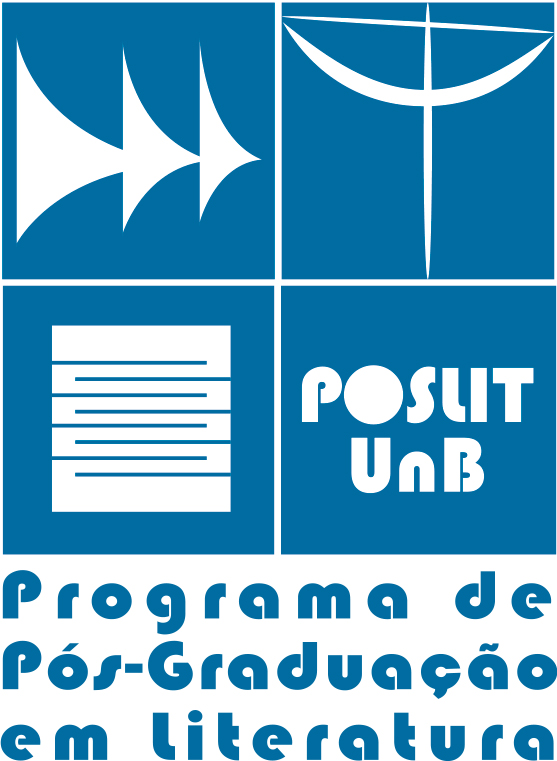 POSLIT
UnB
Programa de
Pós-Graduação
em Literatura